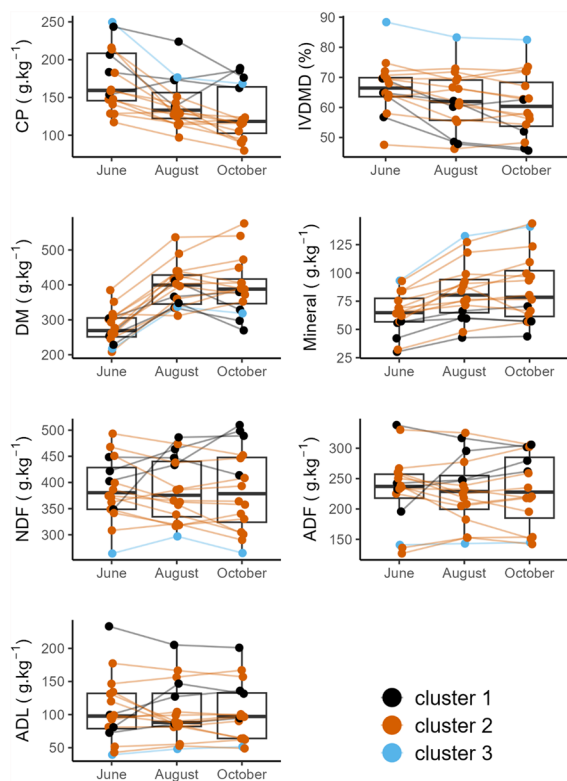 CP ( g.kg⁻¹)
250
200
150
100
June August October
IVDMD (%)
90
80
70
60
50
June August October
DM ( g.kg⁻¹)
500
400
300
200
June August October
Mineral ( g.kg⁻¹)
125
100
75
50
25
June August October
NDF ( g.kg⁻¹)
500
450
400
350
300
June August October
ADF ( g.kg⁻¹)
300
250
200
150
June August October
ADL ( g.kg⁻¹)
200
150
100
50
June August October
cluster 1
cluster 2
cluster 3